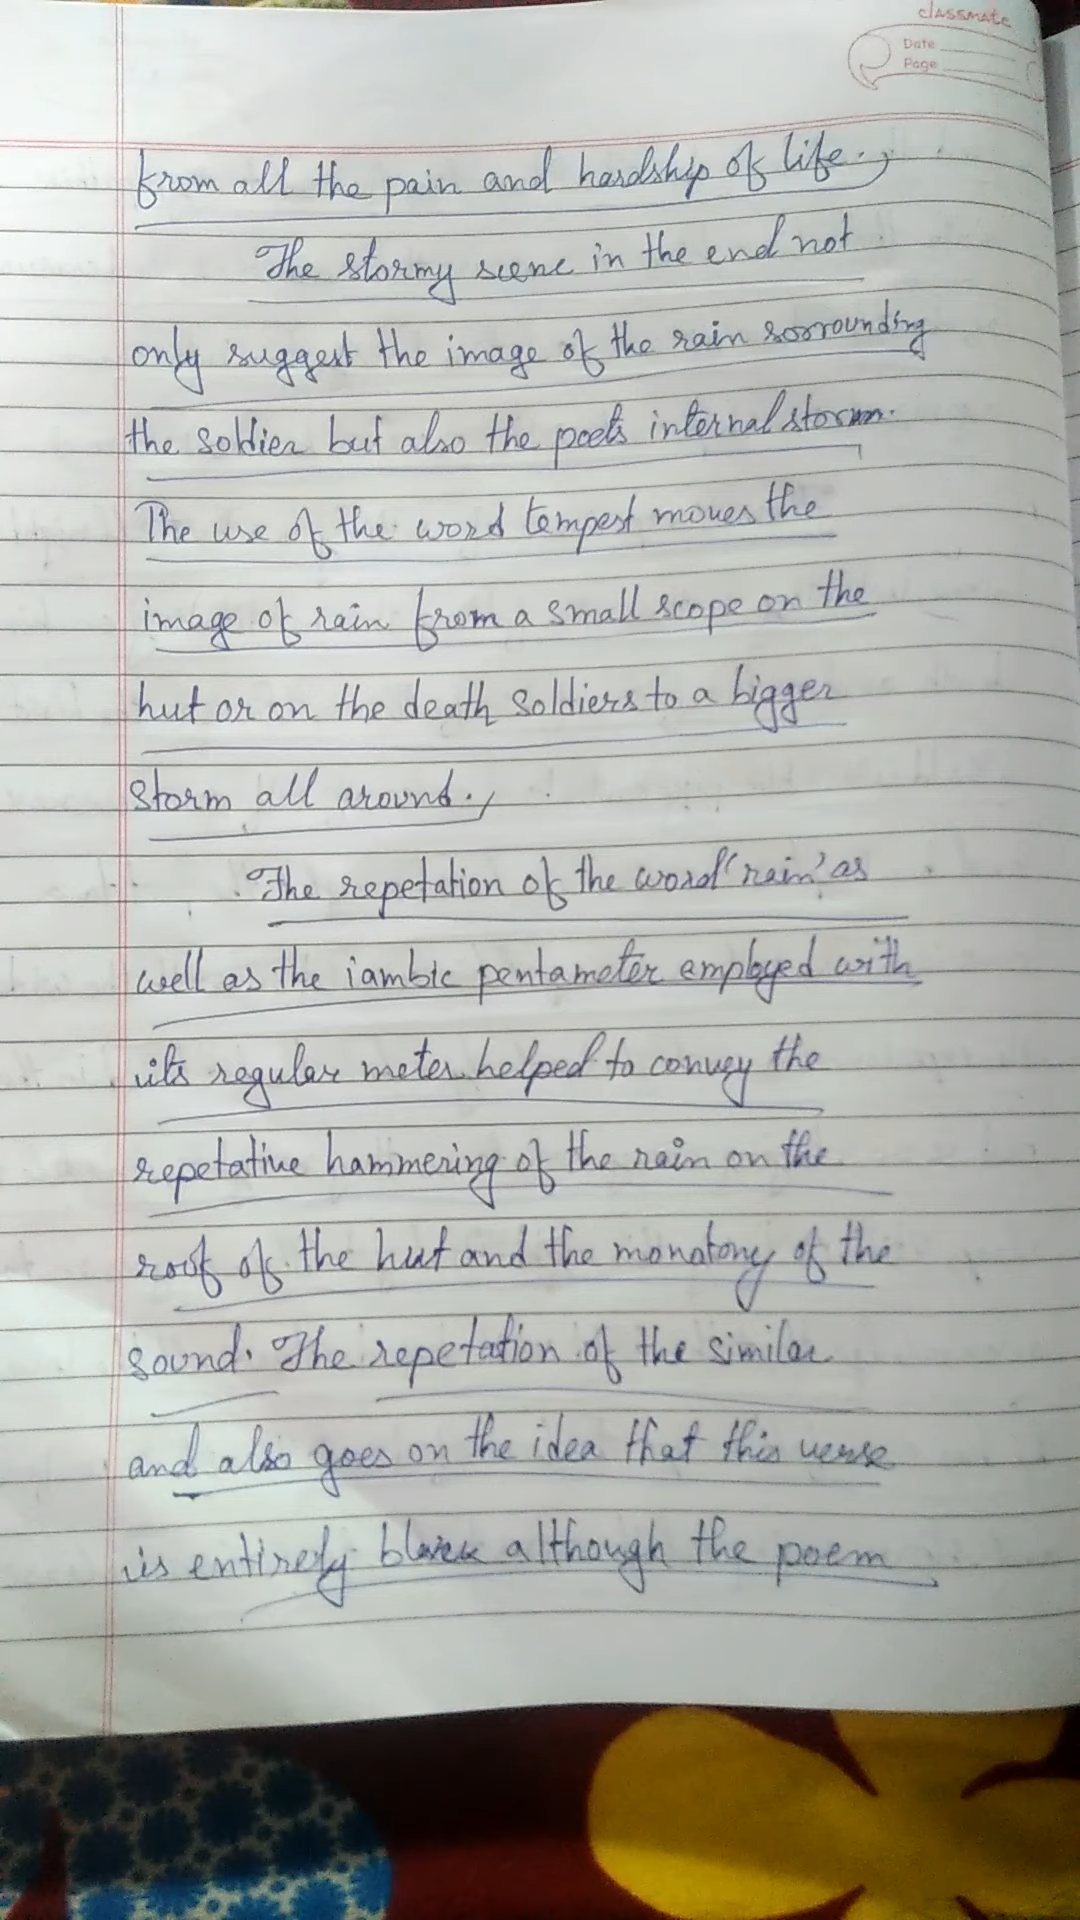 classmate
Date
Page
from all the pain and hardship of life.
The stormy scene in the end not
only suggest the image of the rain sorrounding
the soldier but also the poets internal storm.
The use of the word tempest moves the
image of rain from a small scope on the
hut or on the death soldiers to a bigger
storm all around.
The repetation of the word 'rain' as
well as the iambic pentameter employed with
its regular meter helped to convey the
repetative hammering of the rain on the
roof of the hut and the monatony of the
sound. The repetation of the similar
and also goes on the idea that this verse
is entirely although the poem